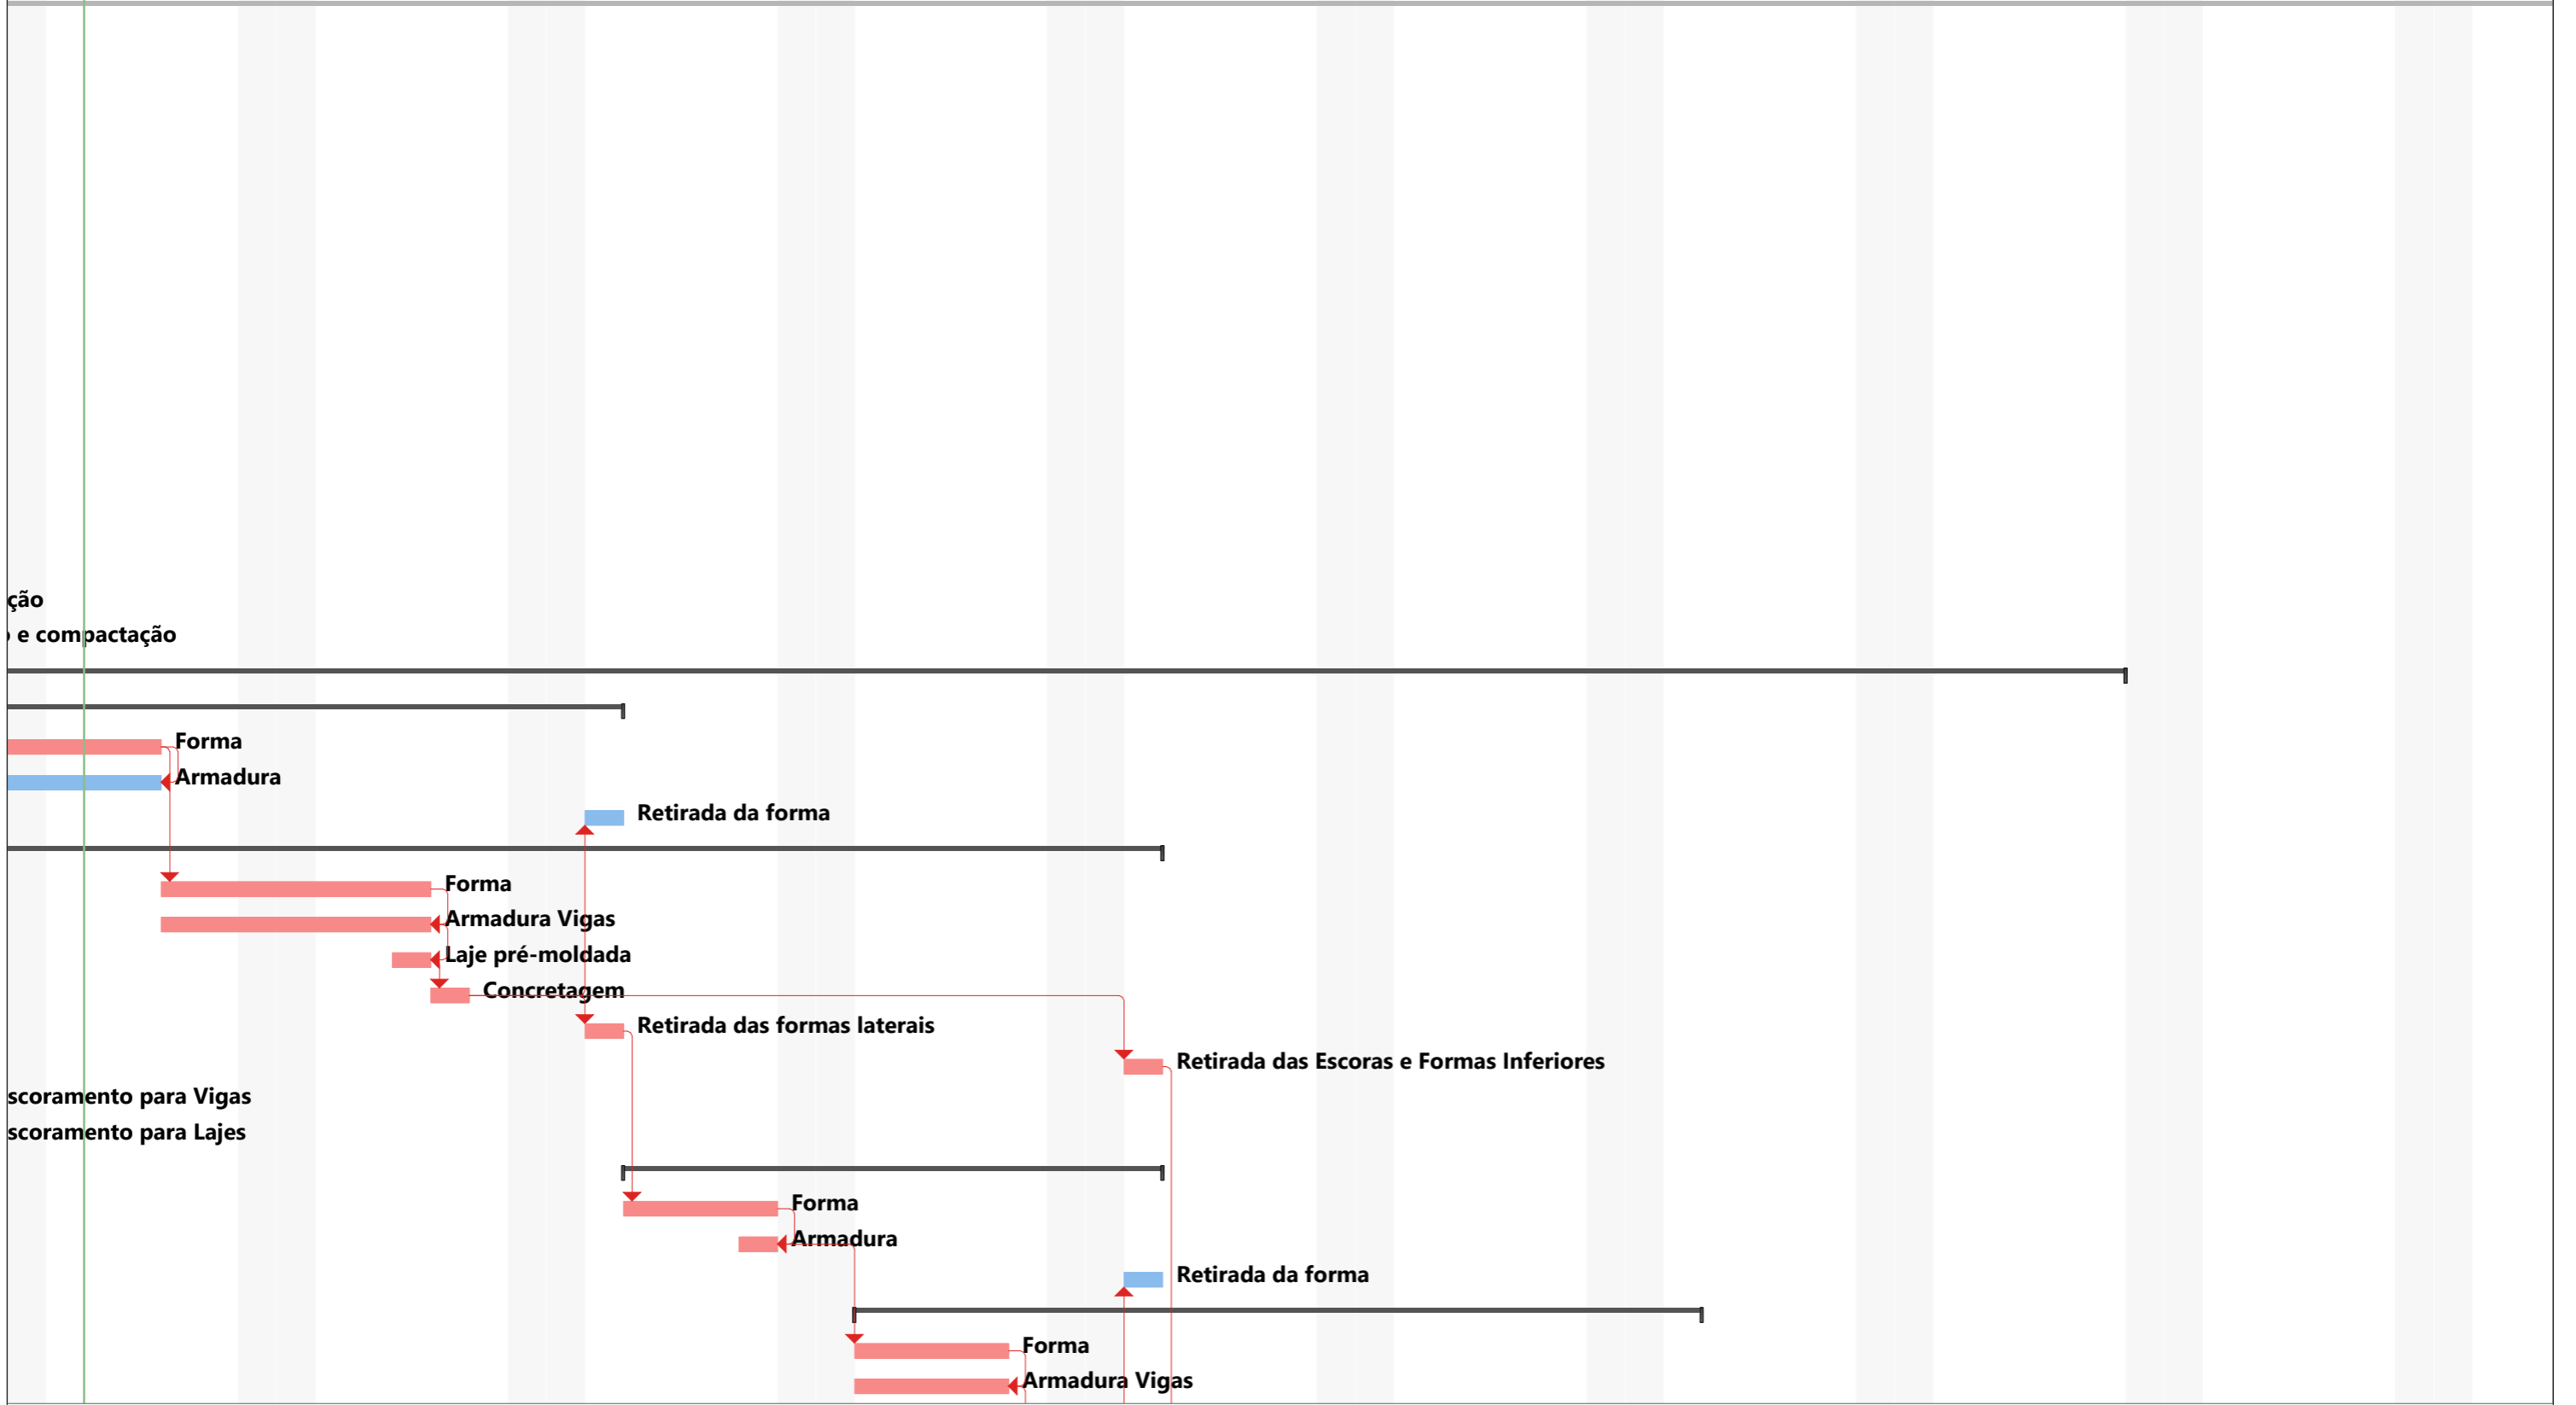 ção
e compactação
Forma
Armadura
Retirada da forma
Forma
Armadura Vigas
Laje pré-moldada
Concretagem
Retirada das formas laterais
Retirada das Escoras e Formas Inferiores
scoramento para Vigas
scoramento para Lajes
Forma
Armadura
Retirada da forma
Forma
Armadura Vigas